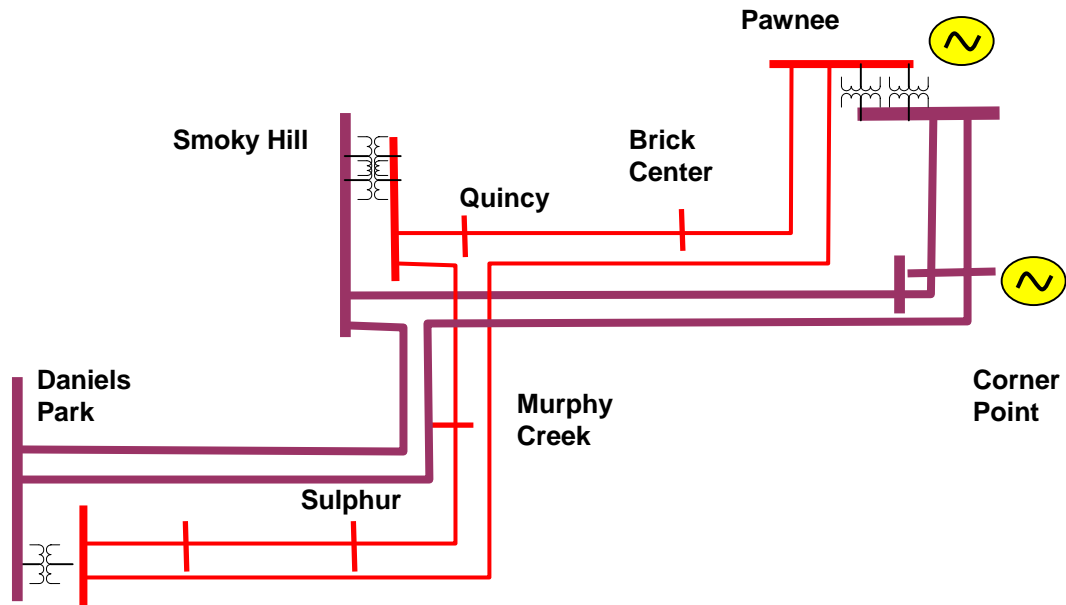 Pawnee
Smoky Hill
Brick
Center
Quincy
Daniels
Park
Corner
Point
Murphy
Creek
Sulphur